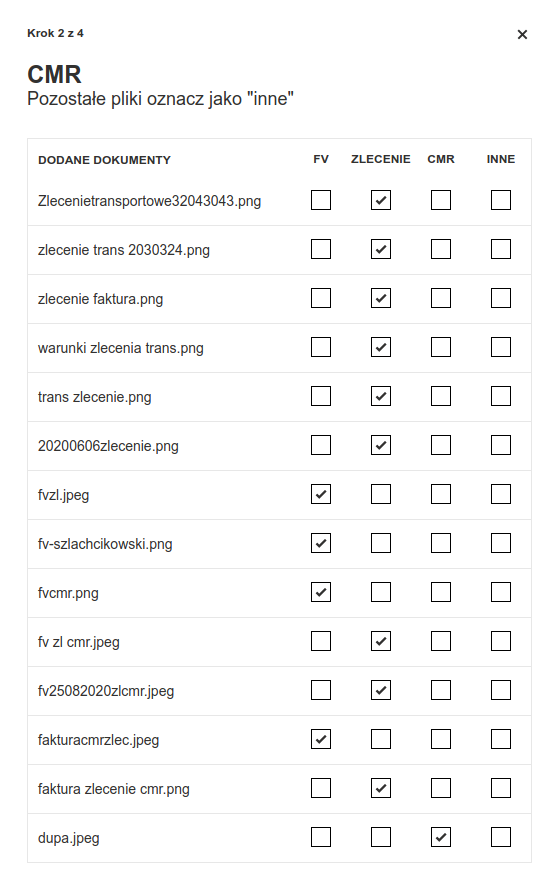 Krok 2 z 4
CMR
Pozostałe pliki oznacz jako "inne"
DODANE DOKUMENTY FV ZLECENIE CMR INNE
Zlecenietransportowe32043043.png
zlecenie trans 2030324.png
zlecenie faktura.png
warunki zlecenia trans.png
trans zlecenie.png
20200606zlecenie.png
fvzl.jpeg
fv-szlachcikowski.png
fvcmr.png
fv zl cmr.jpeg
fv25082020zlcmr.jpeg
fakturacmrzlec.jpeg
faktura zlecenie cmr.png
dupa.jpeg